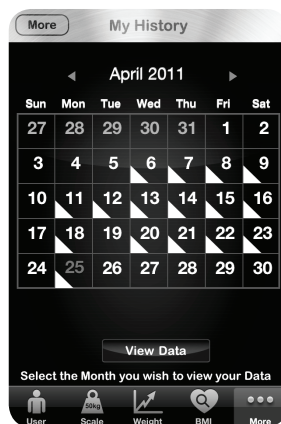 More My History
April 2011
Sun Mon Tue Wed Thu Fri Sat
27 28 29 30 31 1 2
3 4 5 6 7 8 9
10 11 12 13 14 15 16
17 18 19 20 21 22 23
24 25 26 27 28 29 30
View Data
Select the Month you wish to view your Data
50kg
User Scale Weight BMI More